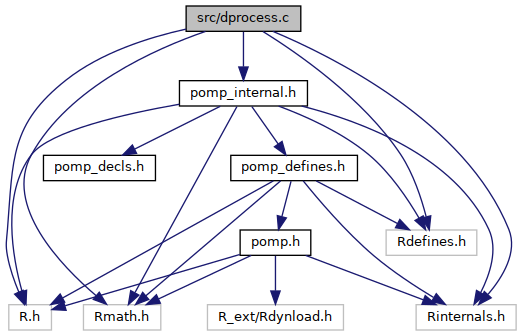 src/dprocess.c
pomp_internal.h
pomp_decls.h
pomp_defines.h
pomp.h
Rdefines.h
R.h
Rmath.h
R_ext/Rdynload.h
Rinternals.h